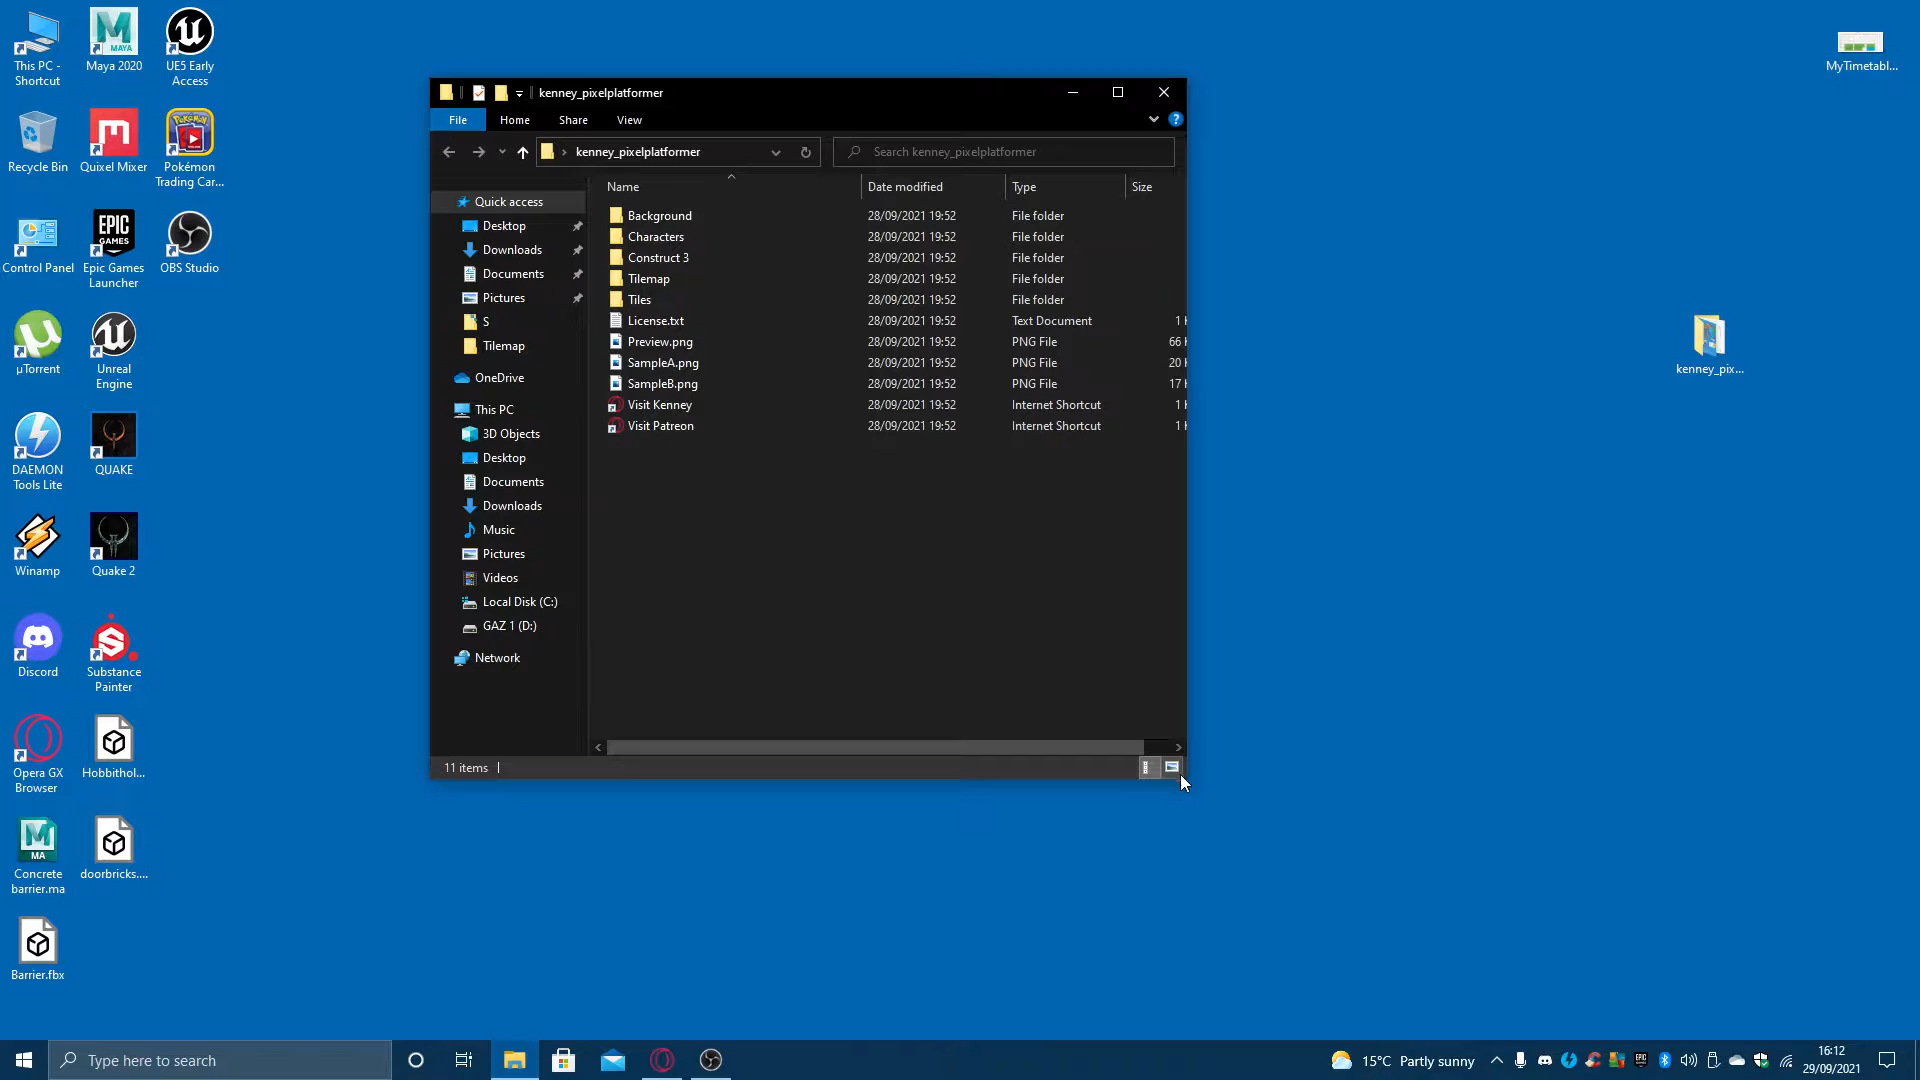 This PC -
Shortcut
MAYA
Maya 2020
UE5 Early
Access
Recycle Bin
Quixel Mixer
Pokémon
Trading Car...
Control Panel
EPIC
GAMES
Epic Games
Launcher
OBS Studio
µTorrent
Unreal
Engine
DAEMON
Tools Lite
QUAKE
Winamp
Quake 2
Discord
Substance
Painter
Opera GX
Browser
Hobbithol...
MA
Concrete
barrier.ma
doorbricks....
Barrier.fbx
kenney_pixelplatformer
File
Home
Share
View
kenney_pixelplatformer
Search kenney_pixelplatformer
Quick access
Desktop
Downloads
Documents
Pictures
S
Tilemap
OneDrive
This PC
3D Objects
Desktop
Documents
Downloads
Music
Pictures
Videos
Local Disk (C:)
GAZ 1 (D:)
Network
Name Date modified Type Size
Background 28/09/2021 19:52 File folder
Characters 28/09/2021 19:52 File folder
Construct 3 28/09/2021 19:52 File folder
Tilemap 28/09/2021 19:52 File folder
Tiles 28/09/2021 19:52 File folder
License.txt 28/09/2021 19:52 Text Document 1
Preview.png 28/09/2021 19:52 PNG File 66
SampleA.png 28/09/2021 19:52 PNG File 20
SampleB.png 28/09/2021 19:52 PNG File 17
Visit Kenney 28/09/2021 19:52 Internet Shortcut 1
Visit Patreon 28/09/2021 19:52 Internet Shortcut 1
11 items
MyTimetabl...
kenney_pix...
Type here to search
15°C Partly sunny
16:12
29/09/2021